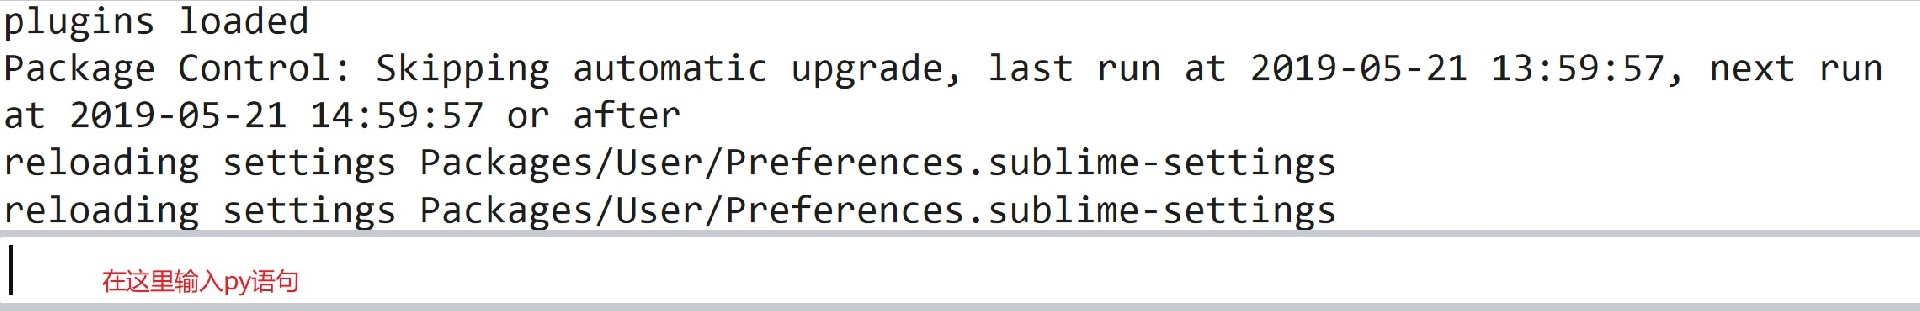 plugins loaded
Package Control: Skipping automatic upgrade, last run at 2019-05-21 13:59:57, next run
at 2019-05-21 14:59:57 or after
reloading settings Packages/User/Preferences.sublime-settings
reloading settings Packages/User/Preferences.sublime-settings
在这里输入py语句